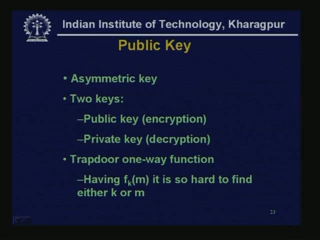 Indian Institute of Technology, Kharagpur
Public Key
• Asymmetric key
• Two keys:
–Public key (encryption)
–Private key (decryption)
• Trapdoor one-way function
–Having fk(m) it is so hard to find
either k or m
23